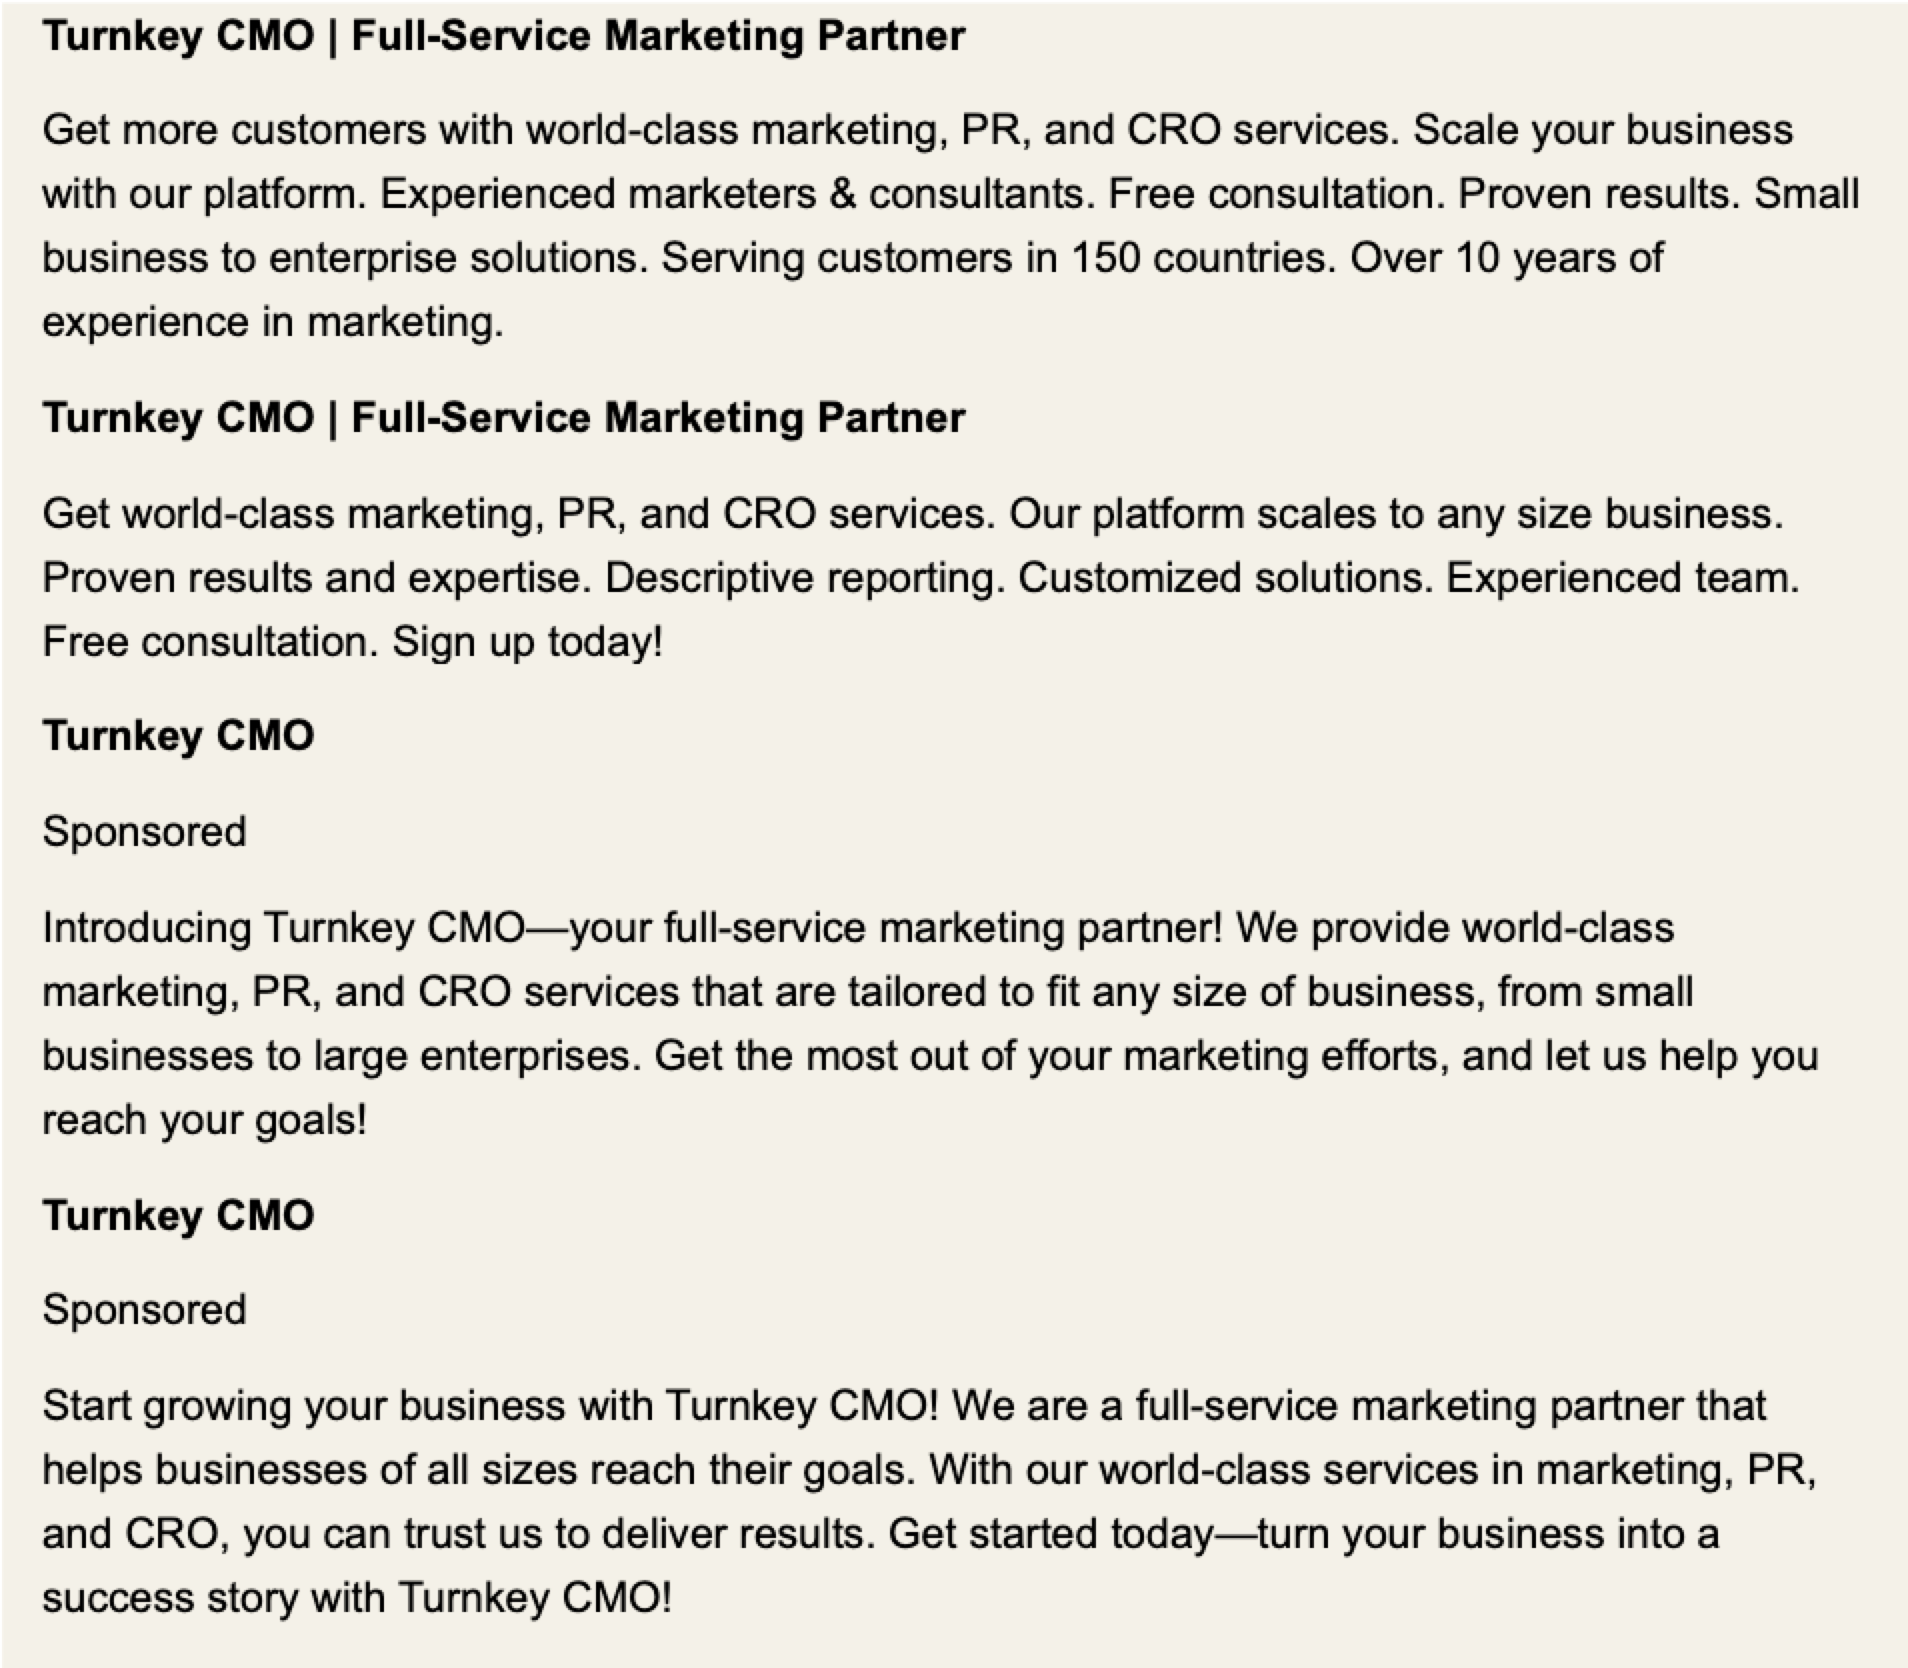 Turnkey CMO | Full-Service Marketing Partner
Get more customers with world-class marketing, PR, and CRO services. Scale your business
with our platform. Experienced marketers & consultants. Free consultation. Proven results. Small
business to enterprise solutions. Serving customers in 150 countries. Over 10 years of
experience in marketing.
Turnkey CMO | Full-Service Marketing Partner
Get world-class marketing, PR, and CRO services. Our platform scales to any size business.
Proven results and expertise. Descriptive reporting. Customized solutions. Experienced team.
Free consultation. Sign up today!
Turnkey CMO
Sponsored
Introducing Turnkey CMO—your full-service marketing partner! We provide world-class
marketing, PR, and CRO services that are tailored to fit any size of business, from small
businesses to large enterprises. Get the most out of your marketing efforts, and let us help you
reach your goals!
Turnkey CMO
Sponsored
Start growing your business with Turnkey CMO! We are a full-service marketing partner that
helps businesses of all sizes reach their goals. With our world-class services in marketing, PR,
and CRO, you can trust us to deliver results. Get started today—turn your business into a
success story with Turnkey CMO!